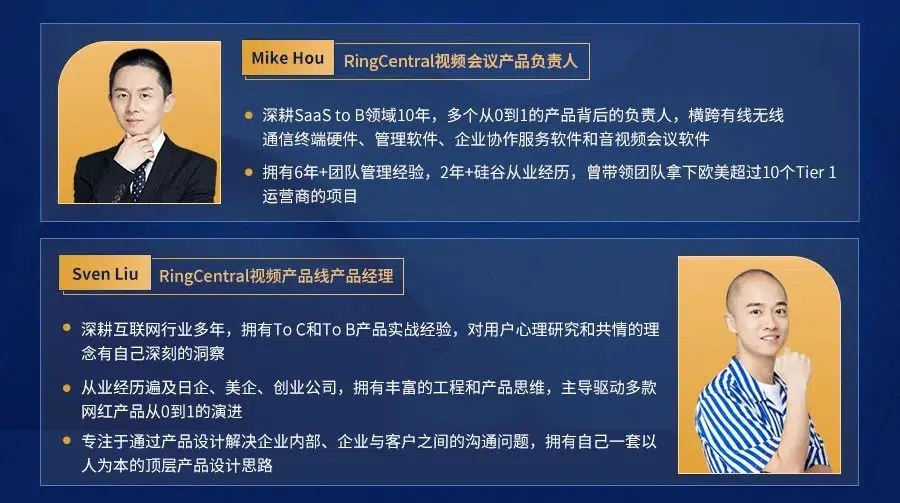 Mike Hou
RingCentral视频会议产品负责人
深耕SaaS to B领域10年，多个从0到1的产品背后的负责人，横跨有线无线
通信终端硬件、管理软件、企业协作服务软件和音视频会议软件
拥有6年+团队管理经验，2年+硅谷从业经历，曾带领团队拿下欧美超过10个Tier 1
运营商的项目
Sven Liu
RingCentral视频产品线产品经理
深耕互联网行业多年，拥有To C和To B产品实战经验，对用户心理研究和共情的理
念有自己深刻的洞察
从业经历遍及日企、美企、创业公司，拥有丰富的工程和产品思维，主导驱动多款
网红产品从0到1的演进
专注于通过产品设计解决企业内部、企业与客户之间的沟通问题，拥有自己一套以
人为本的顶层产品设计思路